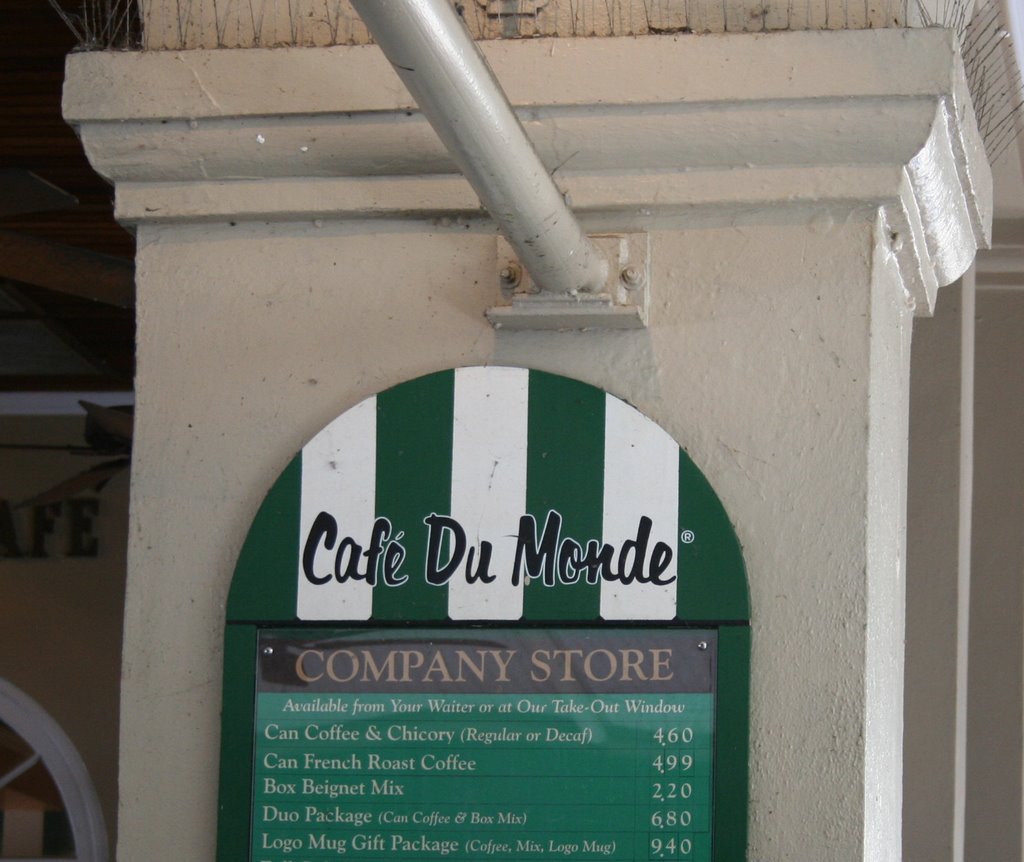 Café Du Monde®
COMPANY STORE
Available from Your Waiter or at Our Take-Out Window
Can Coffee & Chicory (Regular or Decaf) 4.60
Can French Roast Coffee 4.99
Box Beignet Mix 2.20
Duo Package (Can Coffee & Box Mix) 6.80
Logo Mug Gift Package (Coffee, Mix, Logo Mug) 9.40
AFE